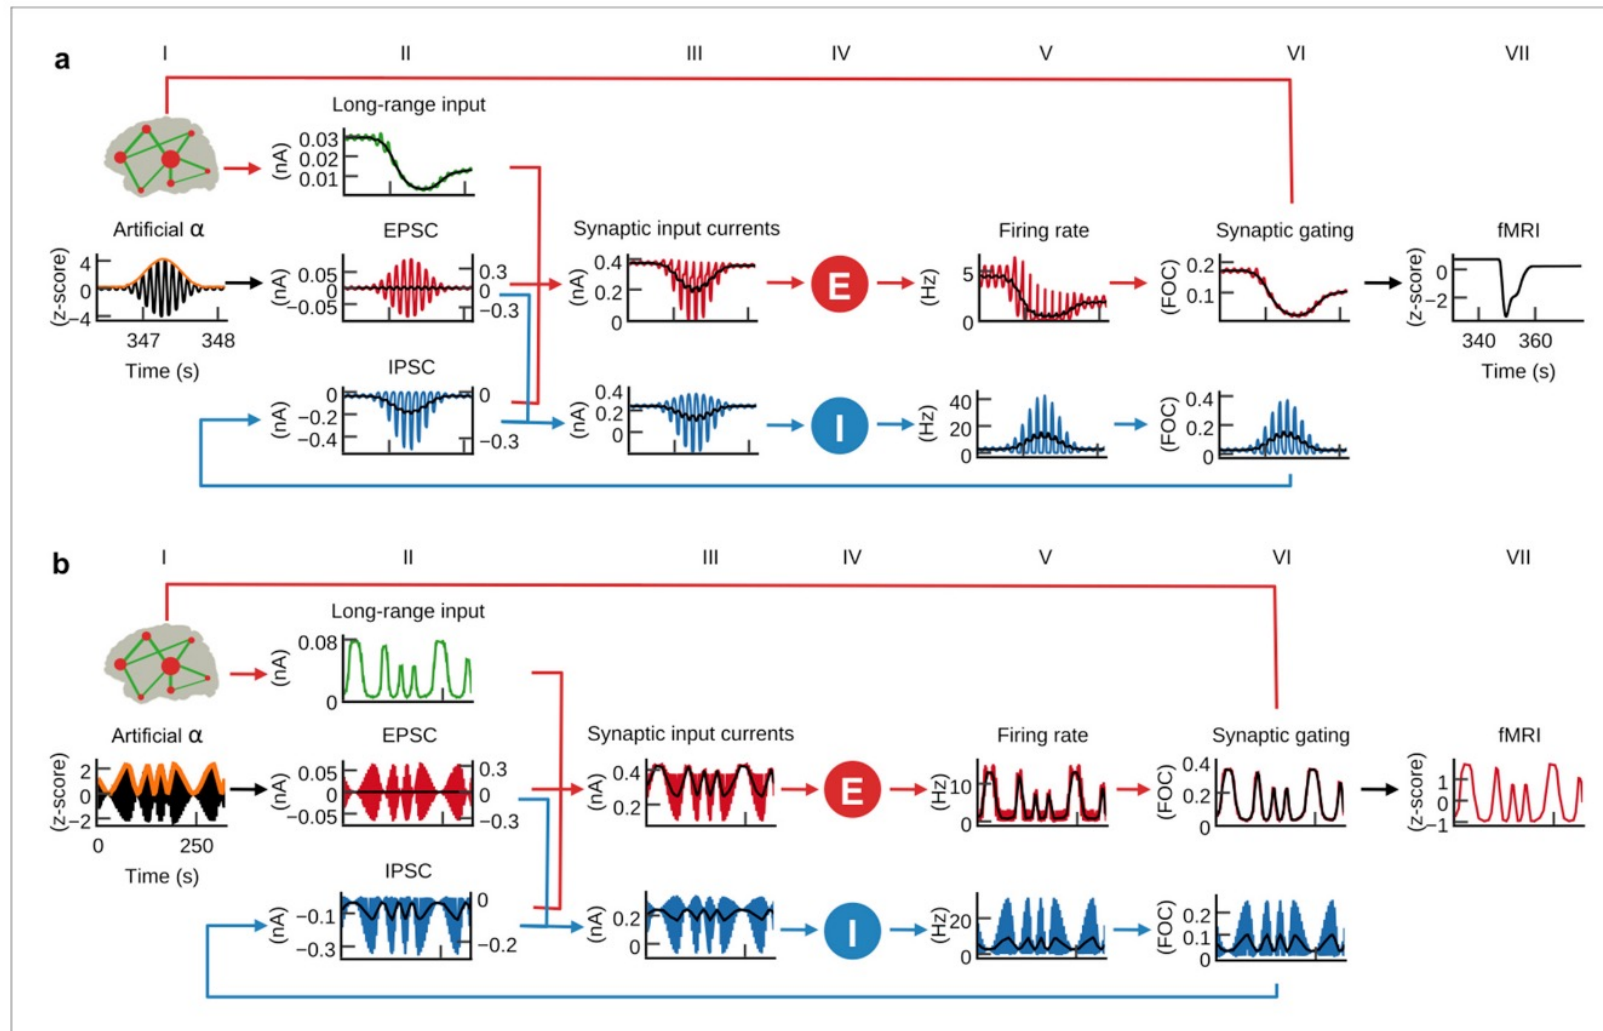 a I II III IV V VI VII
Long-range input
(nA) 0.03
0.02
0.01
Artificial α EPSC Synaptic input currents Firing rate Synaptic gating fMRI
(z-score) 4
0
−4
(nA) 0.05
0
−0.05
0.3
0
−0.3
(nA) 0.4
0.2
0
E
(Hz) 5
0
(FOC) 0.2
0.1
(z-score) 0
−2
347 348
Time (s)
340 360
Time (s)
IPSC
(nA) 0
−0.2
−0.4
0
−0.3
(nA) 0.4
0.2
0
I
(Hz) 40
20
0
(FOC) 0.4
0.2
0
b I II III IV V VI VII
Long-range input
(nA) 0.08
0
Artificial α EPSC Synaptic input currents Firing rate Synaptic gating fMRI
(z-score) 2
0
−2
(nA) 0.05
0
−0.05
0.3
0
−0.3
(nA) 0.4
0.2
E
(Hz) 10
0
(FOC) 0.4
0.2
0
(z-score) 1
0
−1
0 250
Time (s)
IPSC
(nA) −0.1
−0.3
0
−0.2
(nA) 0.2
0
I
(Hz) 20
0
(FOC) 0.2
0.1
0